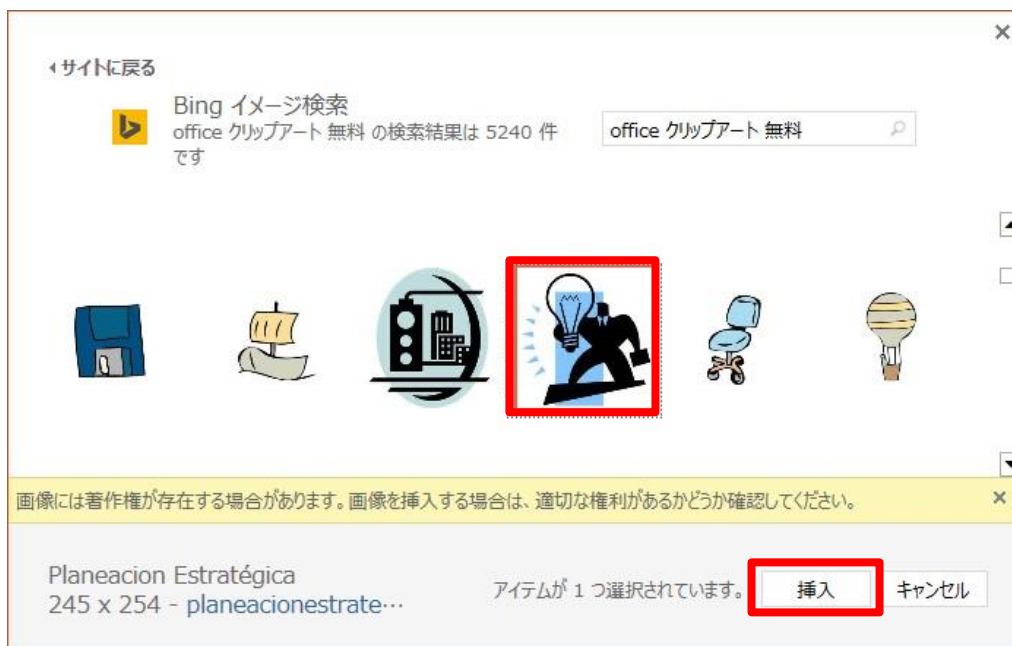 サイトに戻る
Bing イメージ検索
office クリップアート 無料 の検索結果は 5240 件
です
office クリップアート 無料
画像には著作権が存在する場合があります。画像を挿入する場合は、適切な権利があるかどうか確認してください。
Planeacion Estratégica
245 x 254 - planeacionestrate…
アイテムが 1 つ選択されています。
挿入
キャンセル